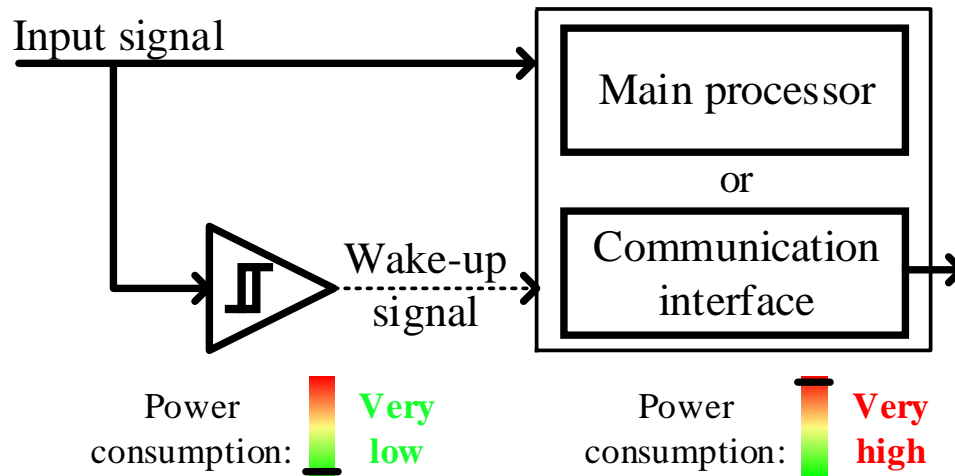 Input signal
Main processor
or
Wake-up
signal
Communication
interface
Power
consumption:
Very
low
Power
consumption:
Very
high